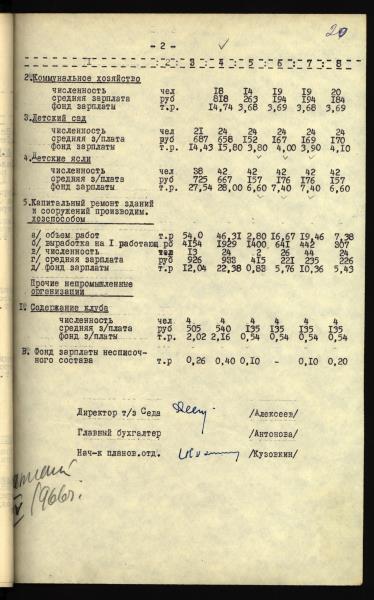 20
- 2 -
1 : 2 : 3 : 4 : 5 : 6 : 7 : 8
2. Коммунальное хозяйство
численность чел 18 14 19 19 20
средняя зарплата руб 818 263 194 194 184
фонд зарплаты т.р. 14,74 3,68 3,69 3,68 3,69
3. Детский сад
численность чел 21 24 24 24 24 24
средняя з/плата руб 687 658 152 167 169 170
фонд зарплаты т.р. 14,43 15,80 3,80 4,00 3,90 4,10
4. Детские ясли
численность чел 38 42 42 42 42 42
средняя зарплата руб 725 667 157 176 176 157
фонд зарплаты т.р. 27,54 28,00 6,60 7,40 7,40 6,60
5. Капитальный ремонт зданий
и сооружений производим.
хозспособом
а/ объем работ т.р 54,0 46,31 2,80 16,67 19,46 7,38
б/ выработка на 1 работающ. рб 4154 1929 1400 641 442 307
в/ численность чел 13 24 2 26 44 24
г/ средняя зарплата руб 926 933 415 221 235 226
д/ фонд зарплаты т.р 12,04 22,38 0,83 5,76 10,36 5,43
Прочие непромышленные
организации
1. Содержание клуба
численность чел. 4 4 4 4 4 4
средняя з/плата руб 505 540 135 135 135 135
фонд з/платы т.р. 2,02 2,16 0,54 0,54 0,54 0,54
В. Фонд зарплаты несписоч-
ного состава т.р 0,26 0,40 0,10 - 0,10 0,20
Директор т/з Седа /Алексеев/
Главный бухгалтер /Антонова/
Нач-к планов.отд. /Кузовкин/
1966г.